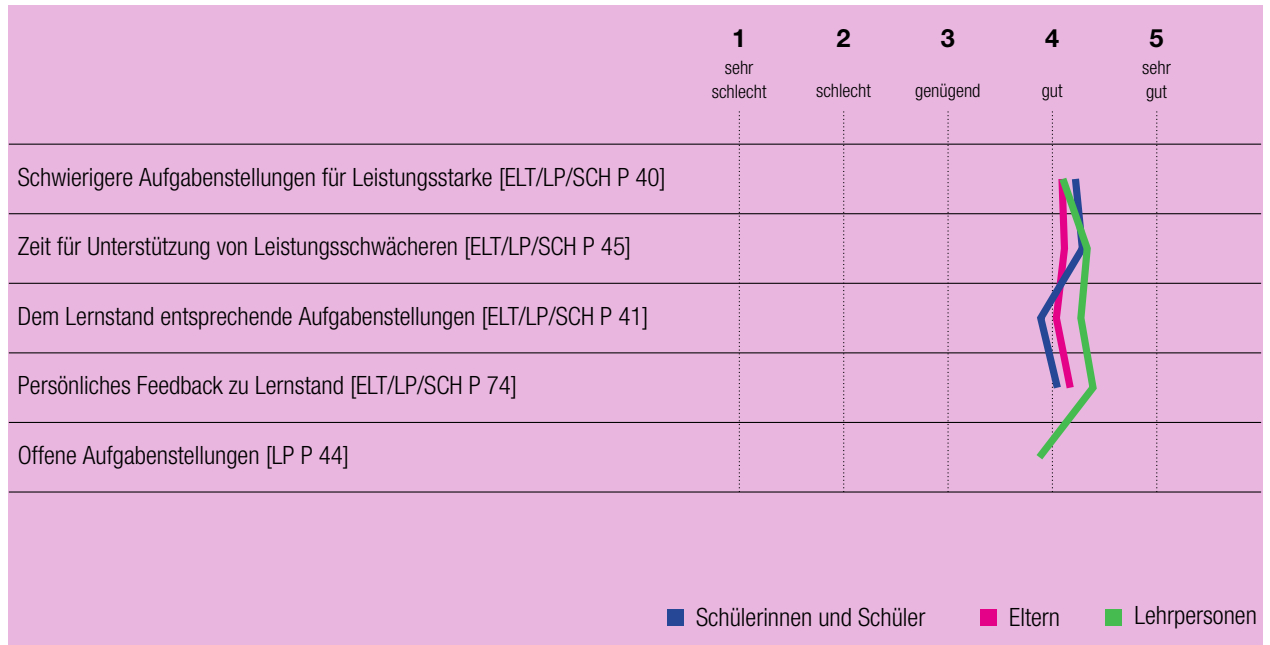 1 2 3 4 5
sehr schlecht schlecht genügend gut sehr gut
Schwierigere Aufgabenstellungen für Leistungsstarke [ELT/LP/SCH P 40]
Zeit für Unterstützung von Leistungsschwächeren [ELT/LP/SCH P 45]
Dem Lernstand entsprechende Aufgabenstellungen [ELT/LP/SCH P 41]
Persönliches Feedback zu Lernstand [ELT/LP/SCH P 74]
Offene Aufgabenstellungen [LP P 44]
Schülerinnen und Schüler Eltern Lehrpersonen